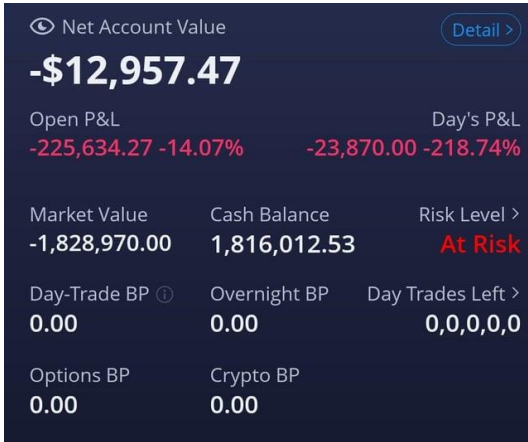 Net Account Value Detail >
-$12,957.47
Open P&L Day's P&L
-225,634.27 -14.07% -23,870.00 -218.74%
Market Value Cash Balance Risk Level >
-1,828,970.00 1,816,012.53 At Risk
Day-Trade BP Overnight BP Day Trades Left >
0.00 0.00 0,0,0,0,0
Options BP Crypto BP
0.00 0.00